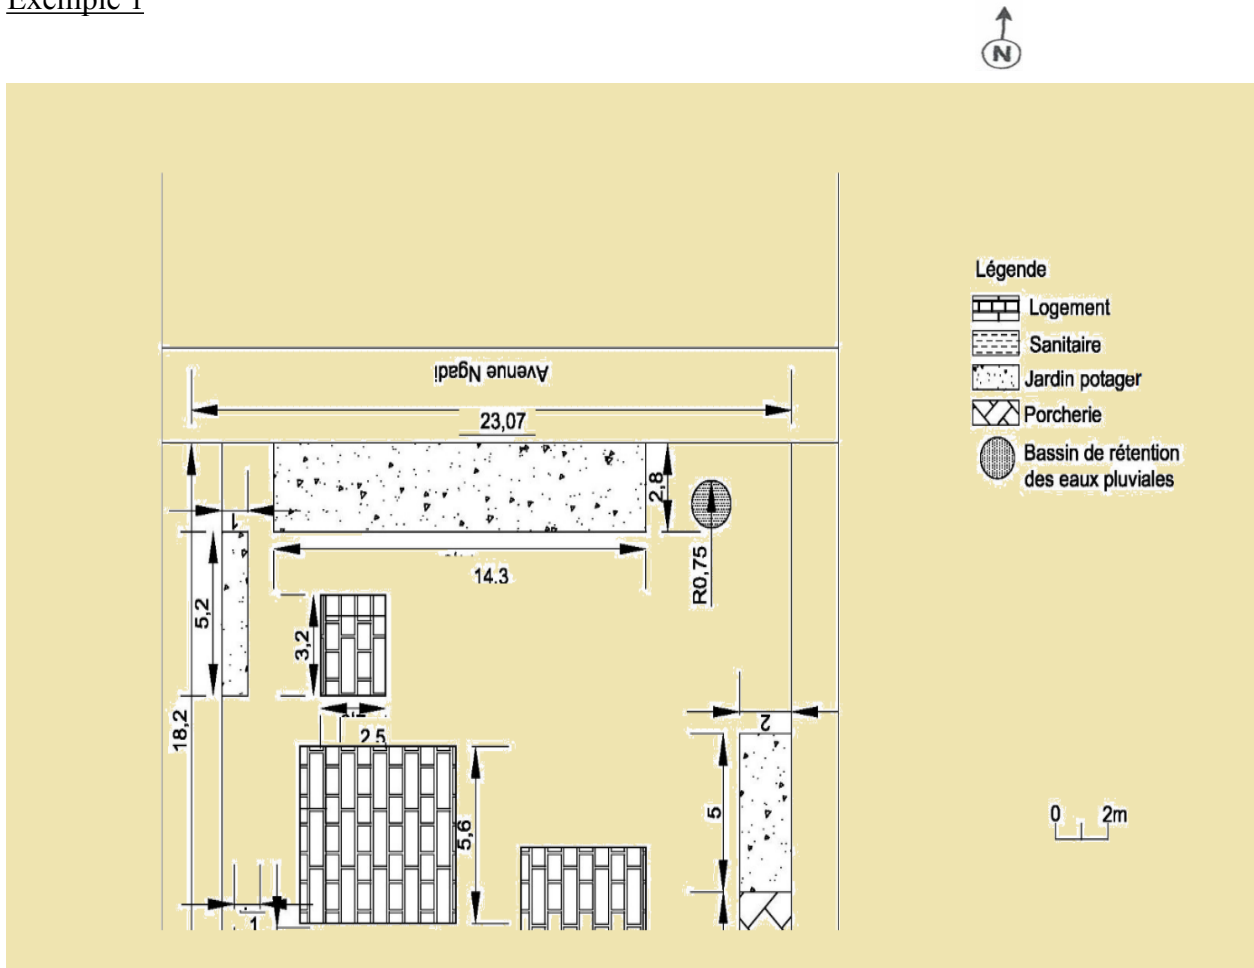 Exemple 1
N
Légende
Logement
Sanitaire
Jardin potager
Porcherie
Bassin de rétention
des eaux pluviales
Avenue Ngadi
23,07
2,8
1
14.3
R0,75
5,2
3,2
18,2
2.5
2
5
5,6
0 2m
1